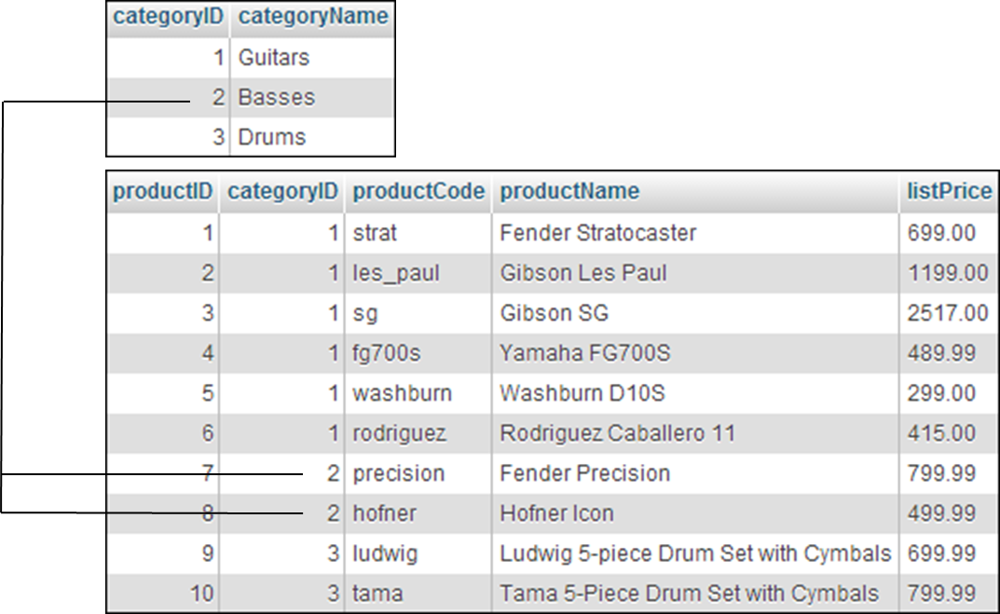 categoryID categoryName
1 Guitars
2 Basses
3 Drums
productID categoryID productCode productName listPrice
1 1 strat Fender Stratocaster 699.00
2 1 les_paul Gibson Les Paul 1199.00
3 1 sg Gibson SG 2517.00
4 1 fg700s Yamaha FG700S 489.99
5 1 washburn Washburn D10S 299.00
6 1 rodriguez Rodriguez Caballero 11 415.00
7 2 precision Fender Precision 799.99
8 2 hofner Hofner Icon 499.99
9 3 ludwig Ludwig 5-piece Drum Set with Cymbals 699.99
10 3 tama Tama 5-Piece Drum Set with Cymbals 799.99